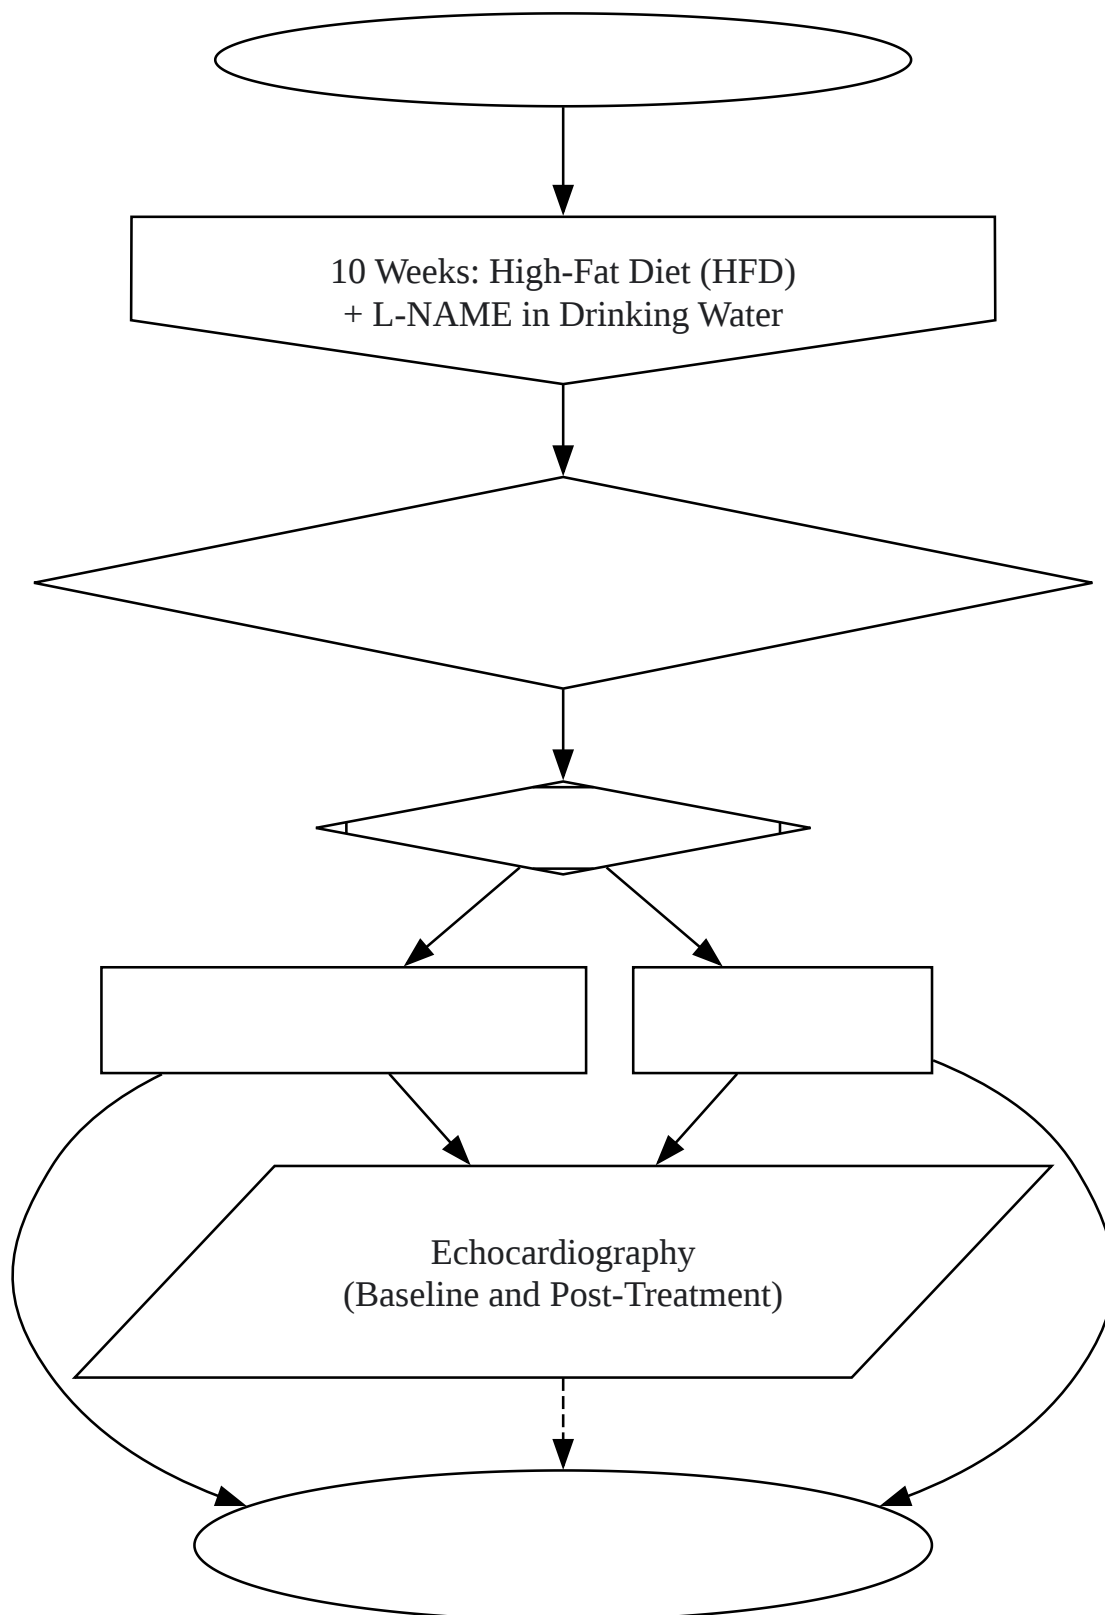 10 Weeks: High-Fat Diet (HFD)
+ L-NAME in Drinking Water
Echocardiography
(Baseline and Post-Treatment)